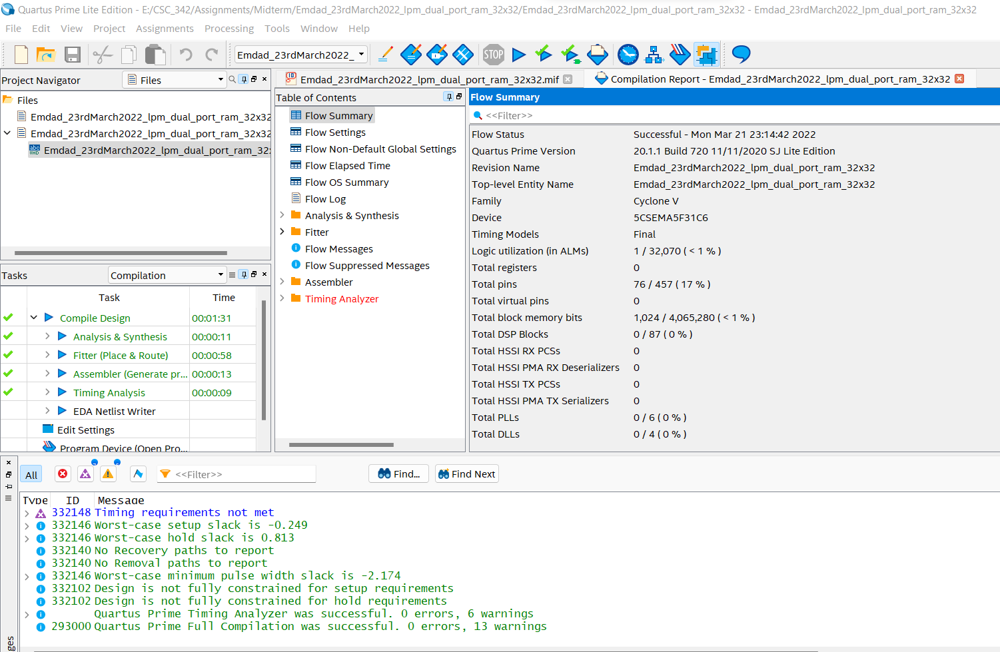 Quartus Prime Lite Edition - E:/CSC_342/Assignments/Midterm/Emdad_23rdMarch2022_lpm_dual_port_ram_32x32/Emdad_23rdMarch2022_lpm_dual_port_ram_32x32 - Emdad_23rdMarch2022_lpm_dual_port_ram_32x32
File Edit View Project Assignments Processing Tools Window Help
Emdad_23rdMarch2022_
STOP
Project Navigator Files
Files
Emdad_23rdMarch2022_lpm_dual_port_ram_32x32
Emdad_23rdMarch2022_lpm_dual_port_ram_32x32
Emdad_23rdMarch2022_lpm_dual_port_ram_32x
Tasks Compilation
Task Time
Compile Design 00:01:31
Analysis & Synthesis 00:00:11
Fitter (Place & Route) 00:00:58
Assembler (Generate pr... 00:00:13
Timing Analysis 00:00:09
EDA Netlist Writer
Edit Settings
Program Device (Open Pro...
Emdad_23rdMarch2022_lpm_dual_port_ram_32x32.mif
Compilation Report - Emdad_23rdMarch2022_lpm_dual_port_ram_32x32
Table of Contents
Flow Summary
Flow Settings
Flow Non-Default Global Settings
Flow Elapsed Time
Flow OS Summary
Flow Log
Analysis & Synthesis
Fitter
Flow Messages
Flow Suppressed Messages
Assembler
Timing Analyzer
Flow Summary
<<Filter>>
Flow Status Successful - Mon Mar 21 23:14:42 2022
Quartus Prime Version 20.1.1 Build 720 11/11/2020 SJ Lite Edition
Revision Name Emdad_23rdMarch2022_lpm_dual_port_ram_32x32
Top-level Entity Name Emdad_23rdMarch2022_lpm_dual_port_ram_32x32
Family Cyclone V
Device 5CSEMA5F31C6
Timing Models Final
Logic utilization (in ALMs) 1 / 32,070 ( < 1 % )
Total registers 0
Total pins 76 / 457 ( 17 % )
Total virtual pins 0
Total block memory bits 1,024 / 4,065,280 ( < 1 % )
Total DSP Blocks 0 / 87 ( 0 % )
Total HSSI RX PCSs 0
Total HSSI PMA RX Deserializers 0
Total HSSI TX PCSs 0
Total HSSI PMA TX Serializers 0
Total PLLs 0 / 6 ( 0 % )
Total DLLs 0 / 4 ( 0 % )
All <<Filter>> Find... Find Next
Type ID Message
332148 Timing requirements not met
332146 Worst-case setup slack is -0.249
332146 Worst-case hold slack is 0.813
332140 No Recovery paths to report
332140 No Removal paths to report
332146 Worst-case minimum pulse width slack is -2.174
332102 Design is not fully constrained for setup requirements
332102 Design is not fully constrained for hold requirements
Quartus Prime Timing Analyzer was successful. 0 errors, 6 warnings
293000 Quartus Prime Full Compilation was successful. 0 errors, 13 warnings
ges